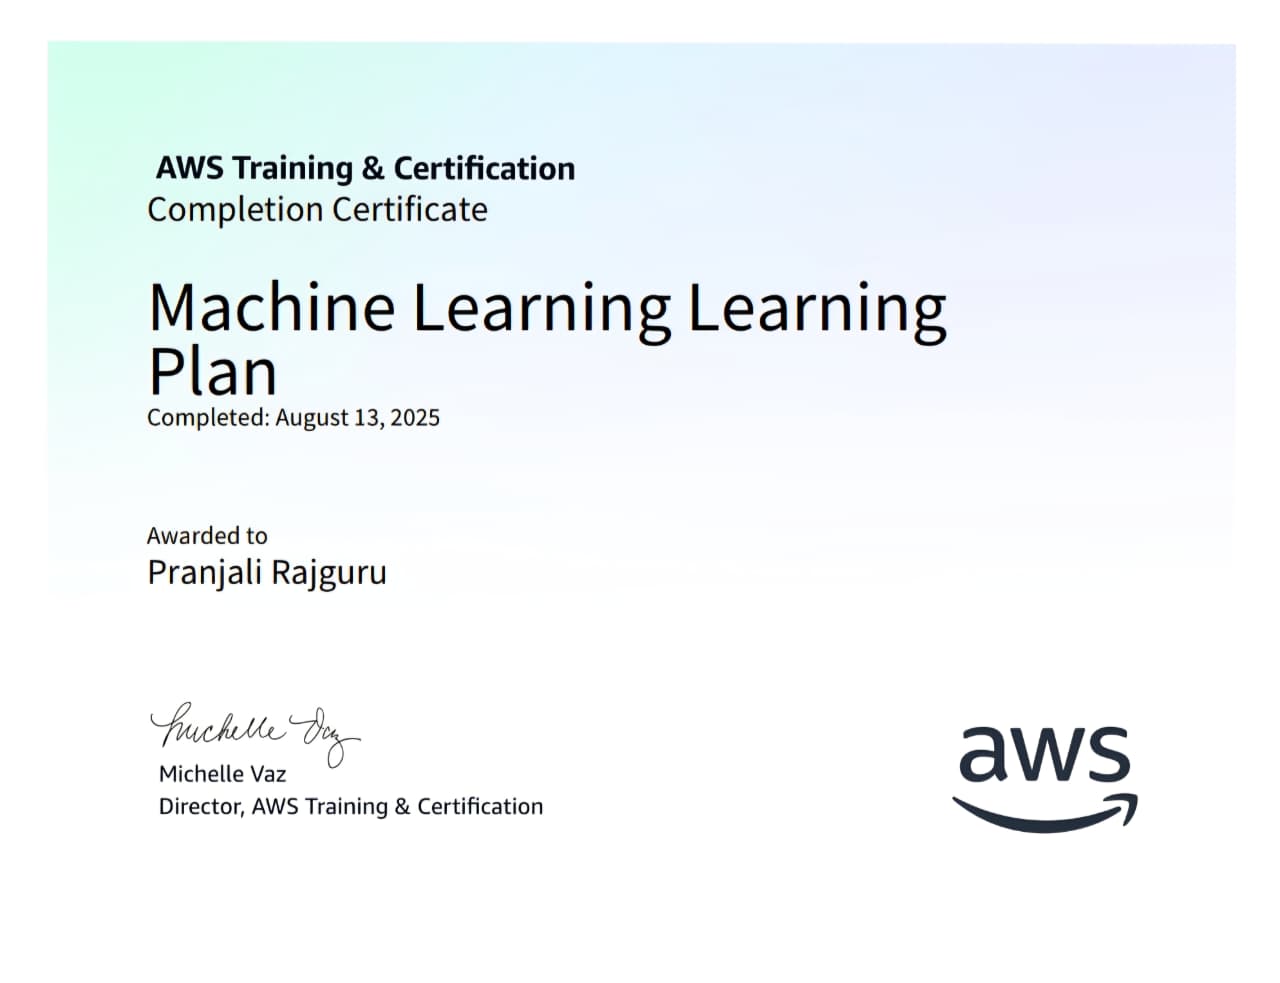 AWS Training & Certification
Completion Certificate
Machine Learning Learning
Plan
Completed: August 13, 2025
Awarded to
Pranjali Rajguru
Michelle Vaz
Michelle Vaz
Director, AWS Training & Certification
aws